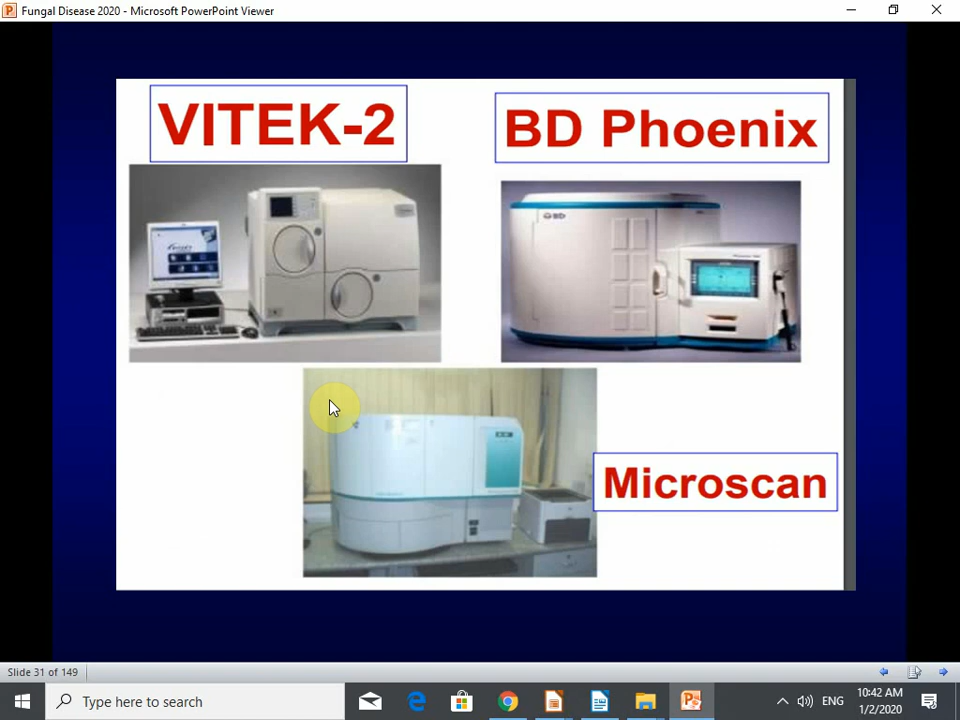 Fungal Disease 2020 - Microsoft PowerPoint Viewer
VITEK-2
BD Phoenix
BD
Microscan
Slide 31 of 149
Type here to search
ENG
10:42 AM
1/2/2020